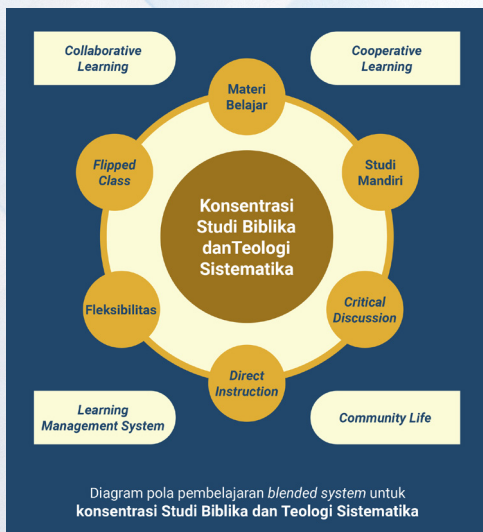 Collaborative
Learning
Cooperative
Learning
Materi
Belajar
Flipped
Class
Studi
Mandiri
Konsentrasi
Studi Biblika
danTeologi
Sistematika
Fleksibilitas
Critical
Discussion
Direct
Instruction
Learning
Management System
Community Life
Diagram pola pembelajaran blended system untuk
konsentrasi Studi Biblika dan Teologi Sistematika